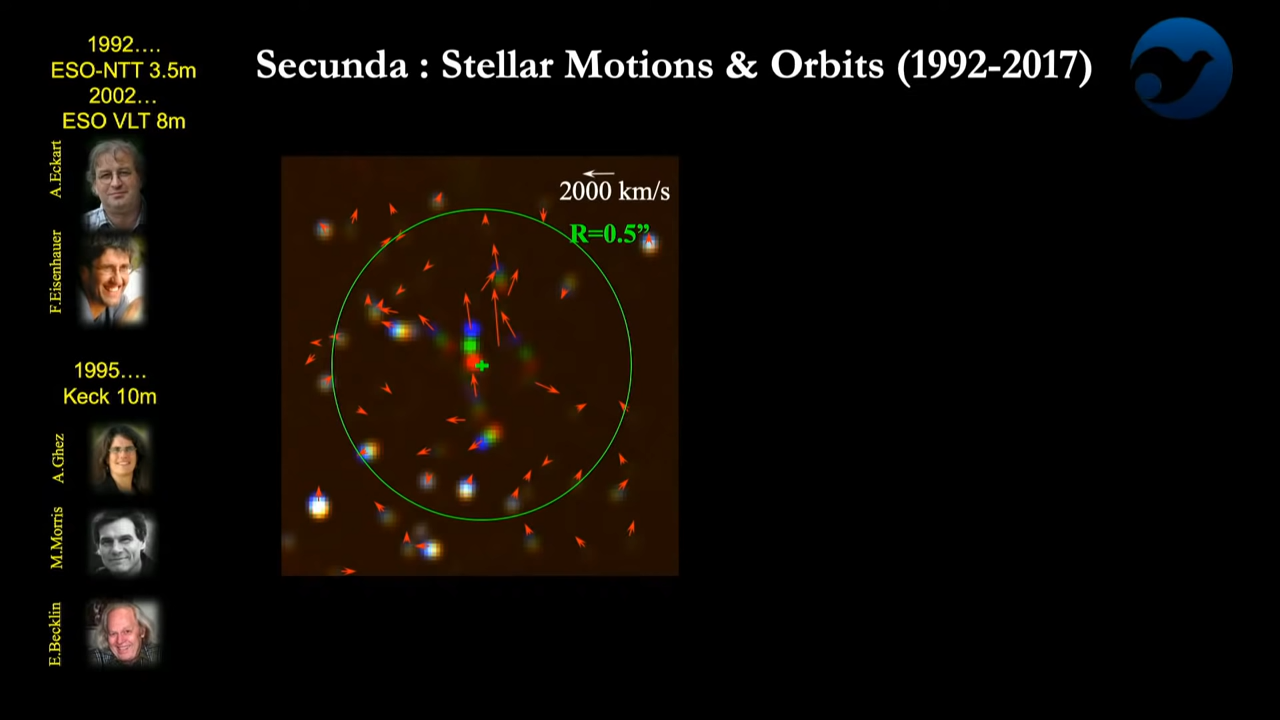 1992....
ESO-NTT 3.5m
2002...
ESO VLT 8m
Secunda : Stellar Motions & Orbits (1992-2017)
A.Eckart
F.Eisenhauer
2000 km/s
R=0.5”
1995....
Keck 10m
A.Ghez
M.Morris
E.Becklin